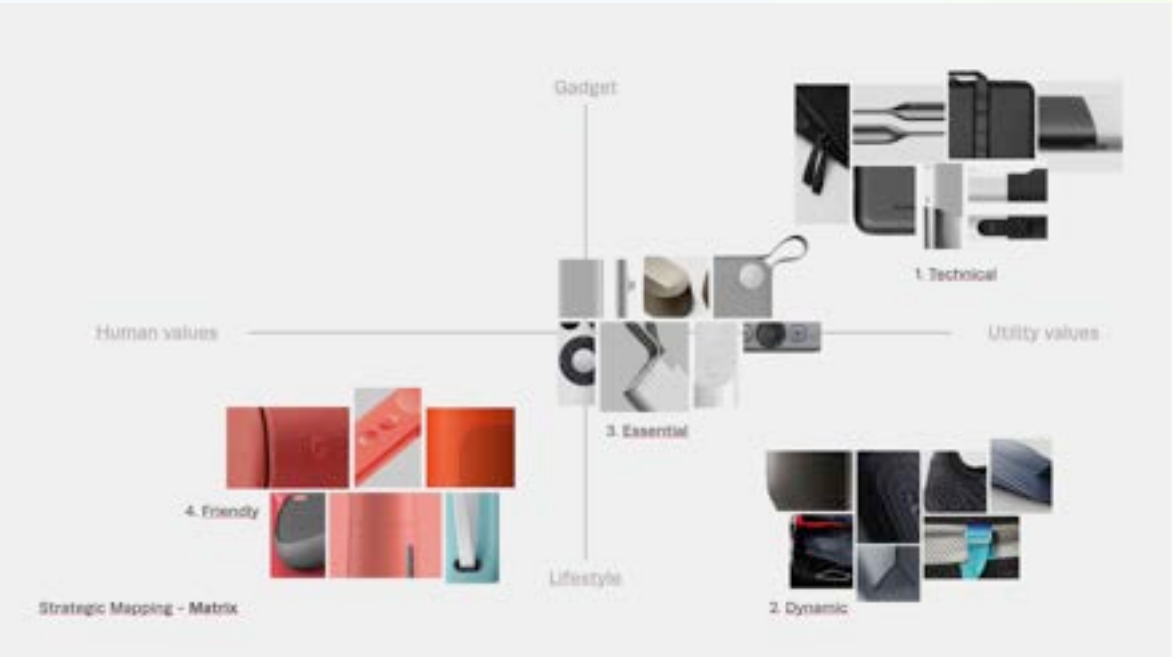 Gadget
1. Technical
Human values
Utility values
3. Essential
4. Friendly
Lifestyle
2. Dynamic
Strategic Mapping - Matrix